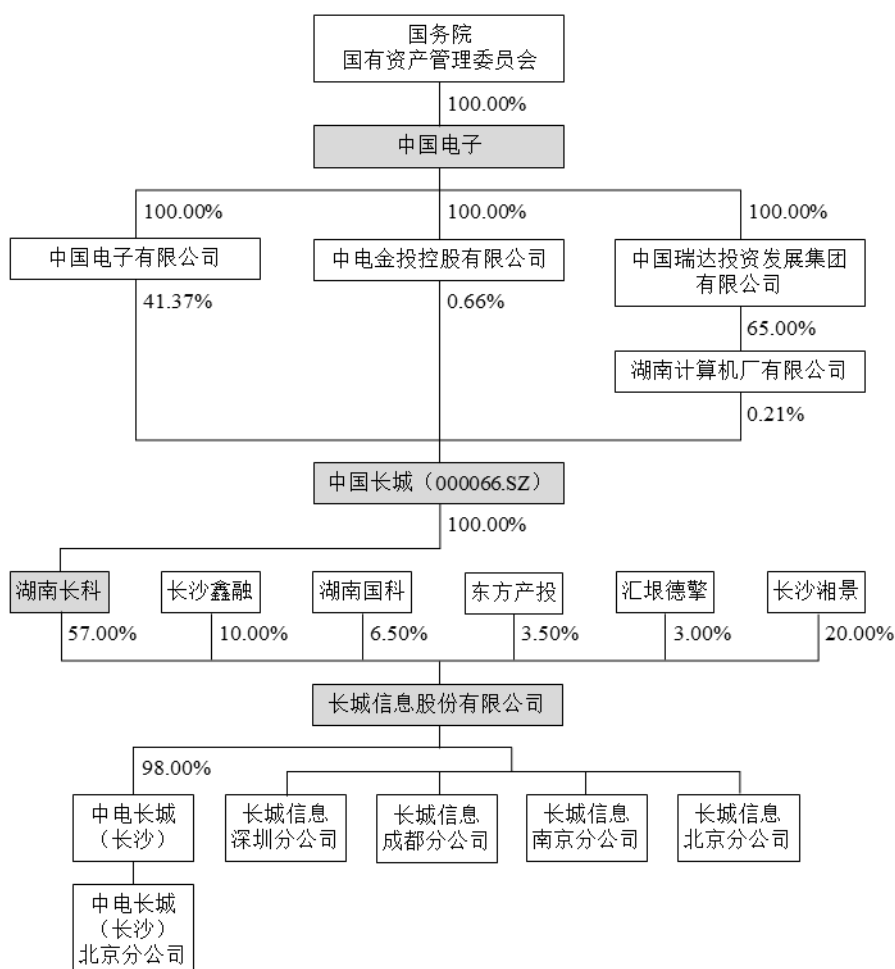 国务院
国有资产管理委员会
100.00%
中国电子
100.00%
100.00%
100.00%
中国电子有限公司
中电金投控股有限公司
中国瑞达投资发展集团
有限公司
41.37%
0.66%
65.00%
湖南计算机厂有限公司
0.21%
中国长城（000066.SZ）
100.00%
湖南长科
长沙鑫融
湖南国科
东方产投
汇垠德擎
长沙湘景
57.00%
10.00%
6.50%
3.50%
3.00%
20.00%
长城信息股份有限公司
98.00%
中电长城
（长沙）
长城信息
深圳分公司
长城信息
成都分公司
长城信息
南京分公司
长城信息
北京分公司
中电长城
（长沙）
北京分公司